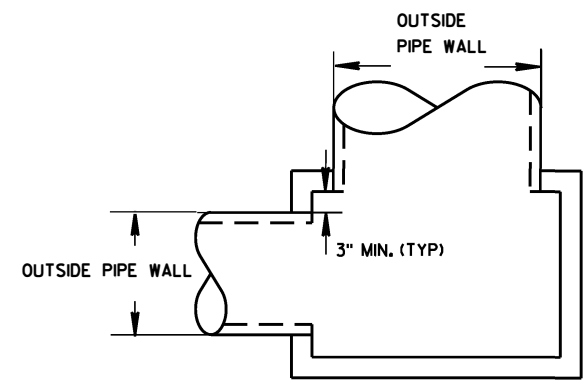 OUTSIDE
PIPE WALL
3" MIN. (TYP)
OUTSIDE PIPE WALL